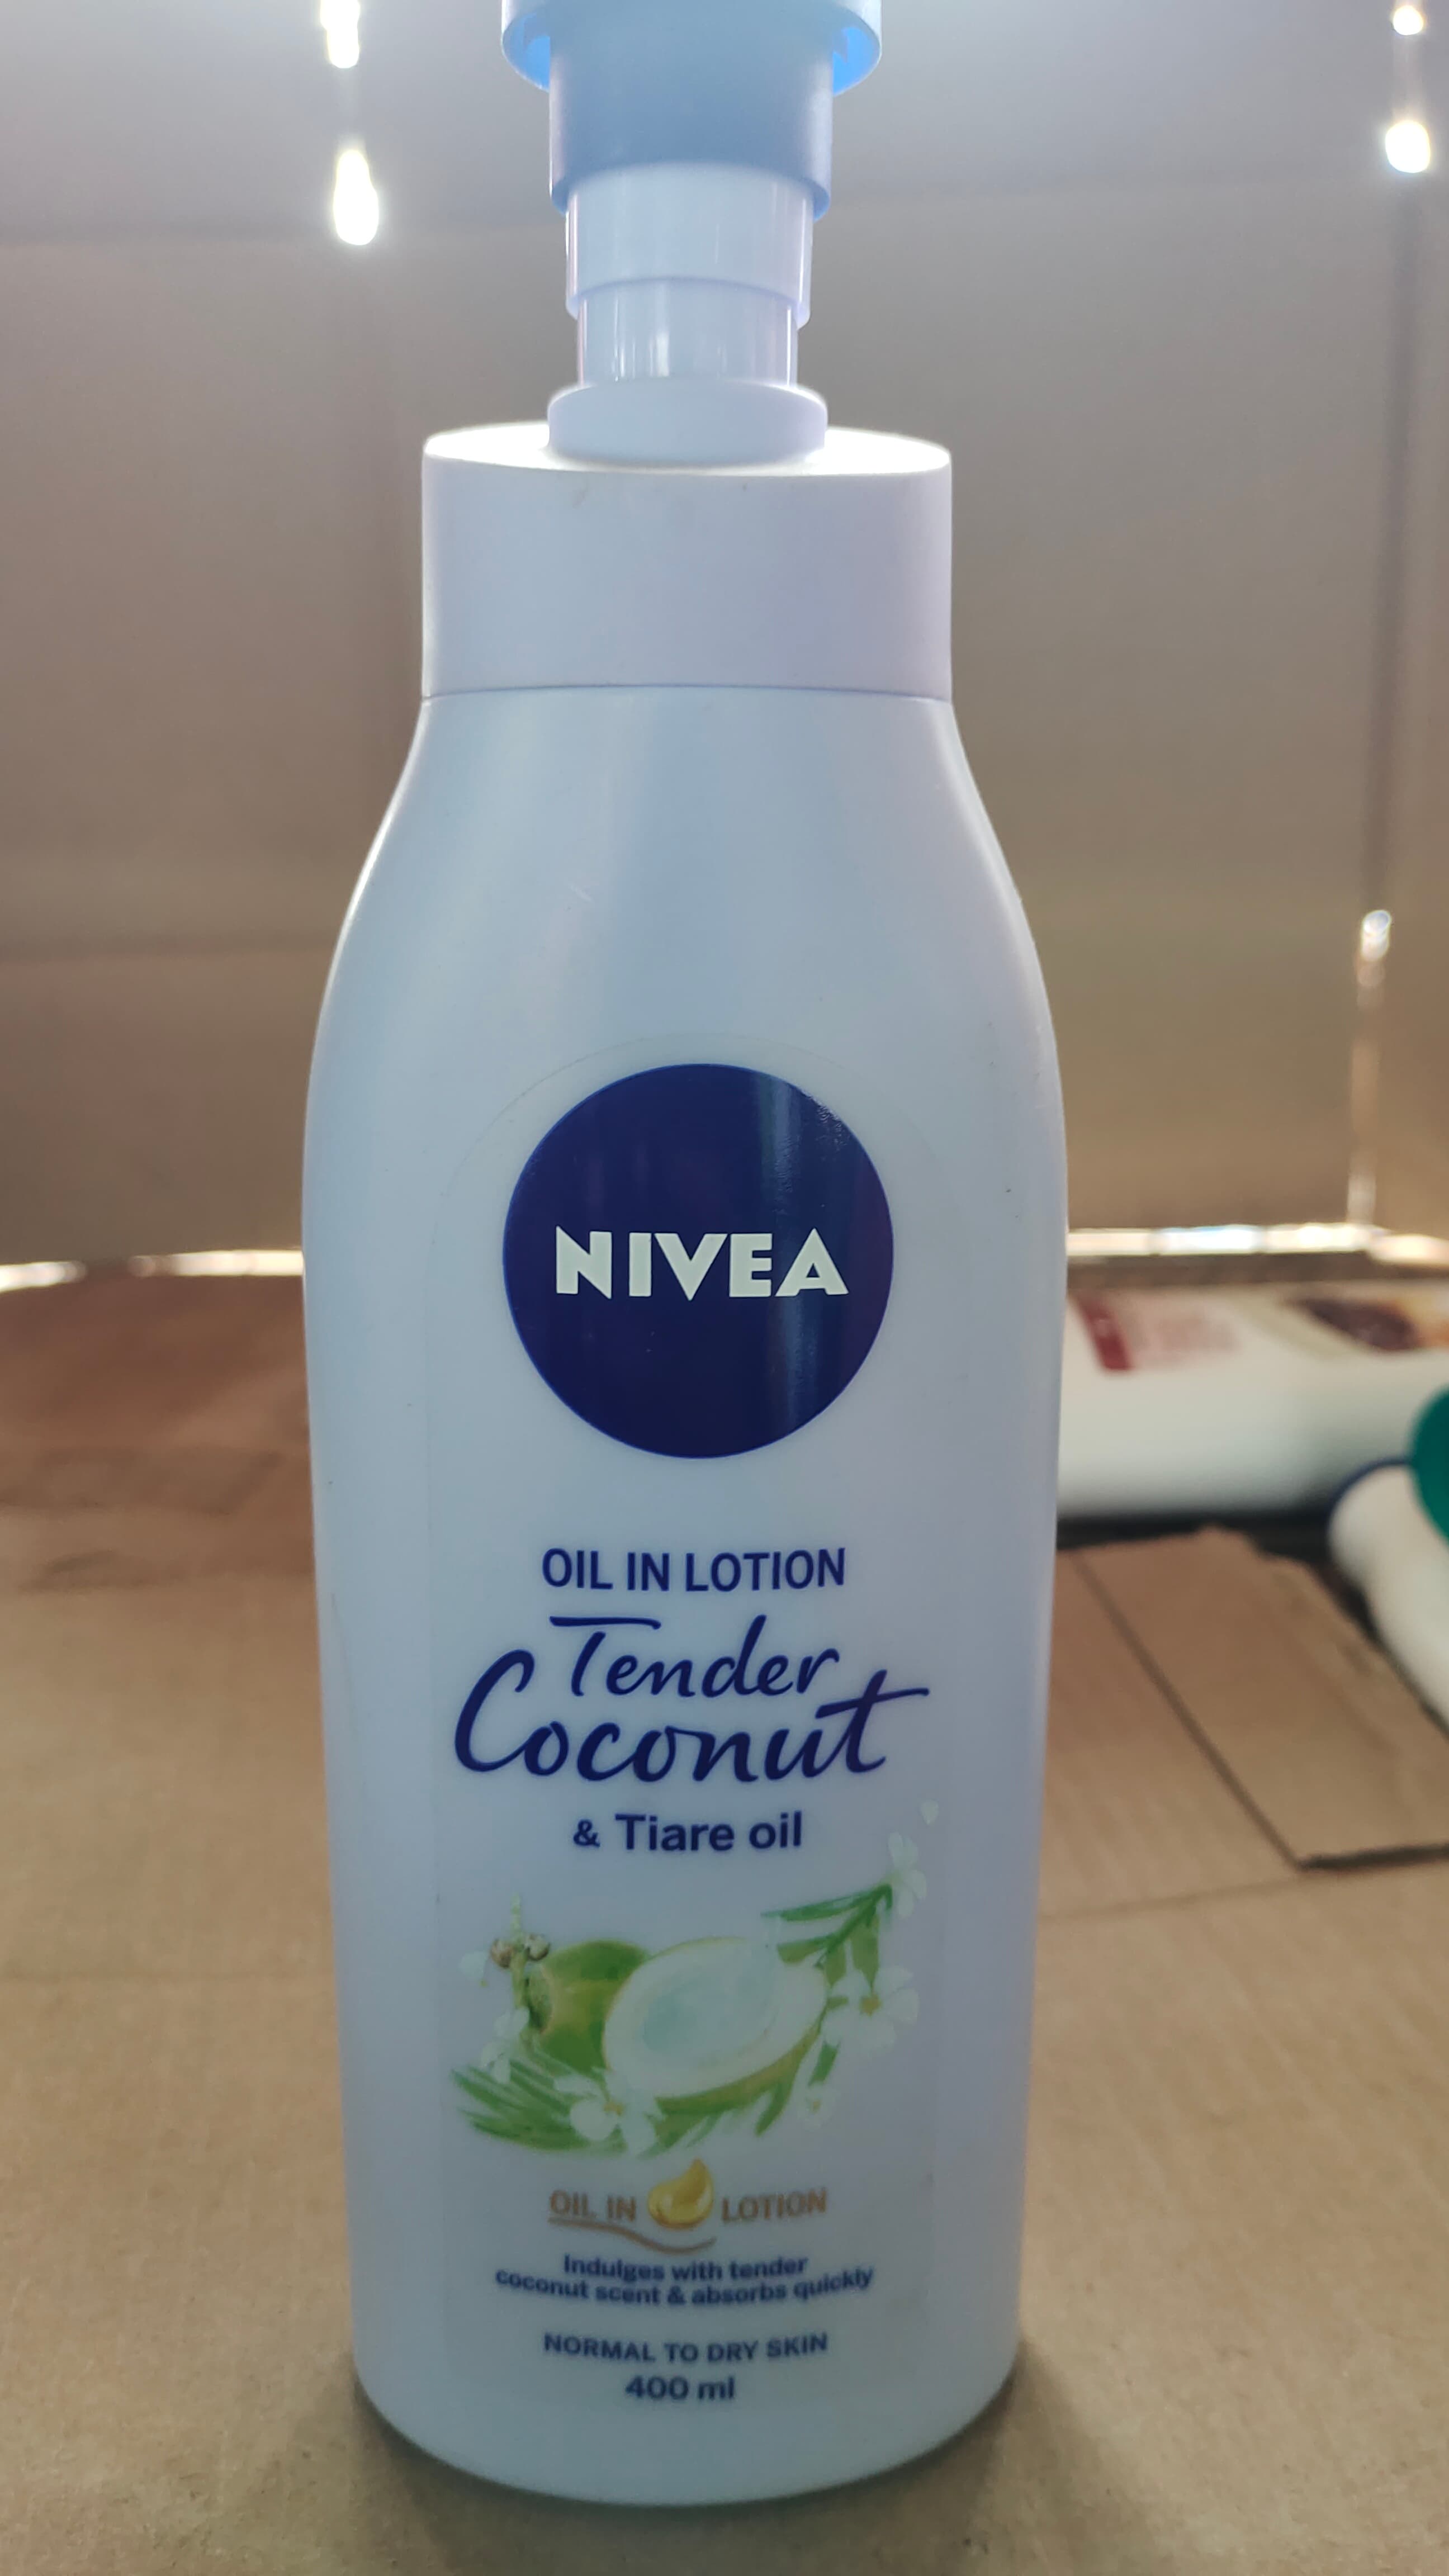 NIVEA
OIL IN LOTION
Tender
Coconut
& Tiare oil
OIL IN LOTION
Indulges with tender
coconut scent & absorbs quickly
NORMAL TO DRY SKIN
400 ml